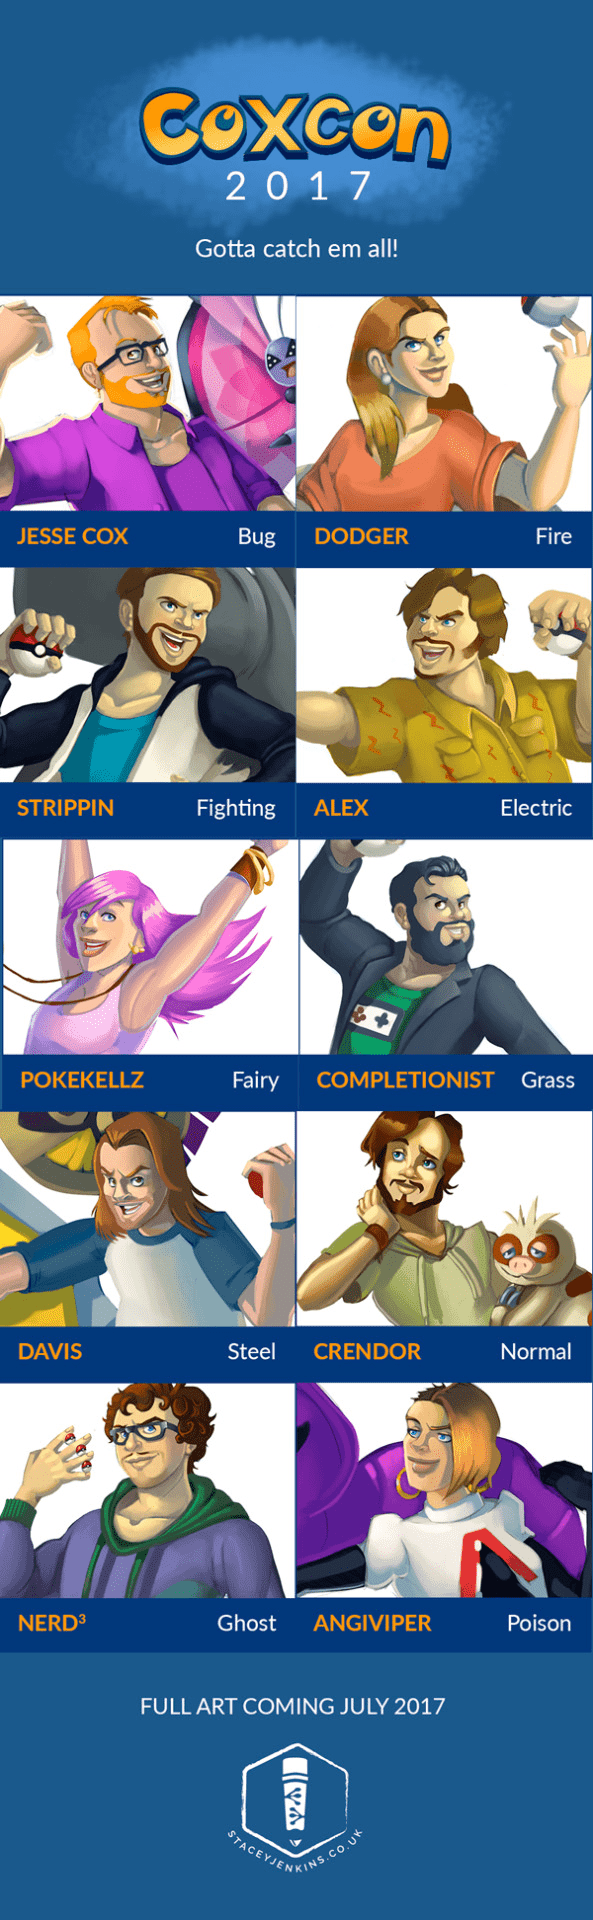 Coxcon
2017
Gotta catch em all!
JESSE COX Bug
DODGER Fire
STRIPPIN Fighting
ALEX Electric
POKEKELLZ Fairy
COMPLETIONIST Grass
DAVIS Steel
CRENDOR Normal
NERD³ Ghost
ANGIVIPER Poison
FULL ART COMING JULY 2017
STACEYJENKINS.CO.UK